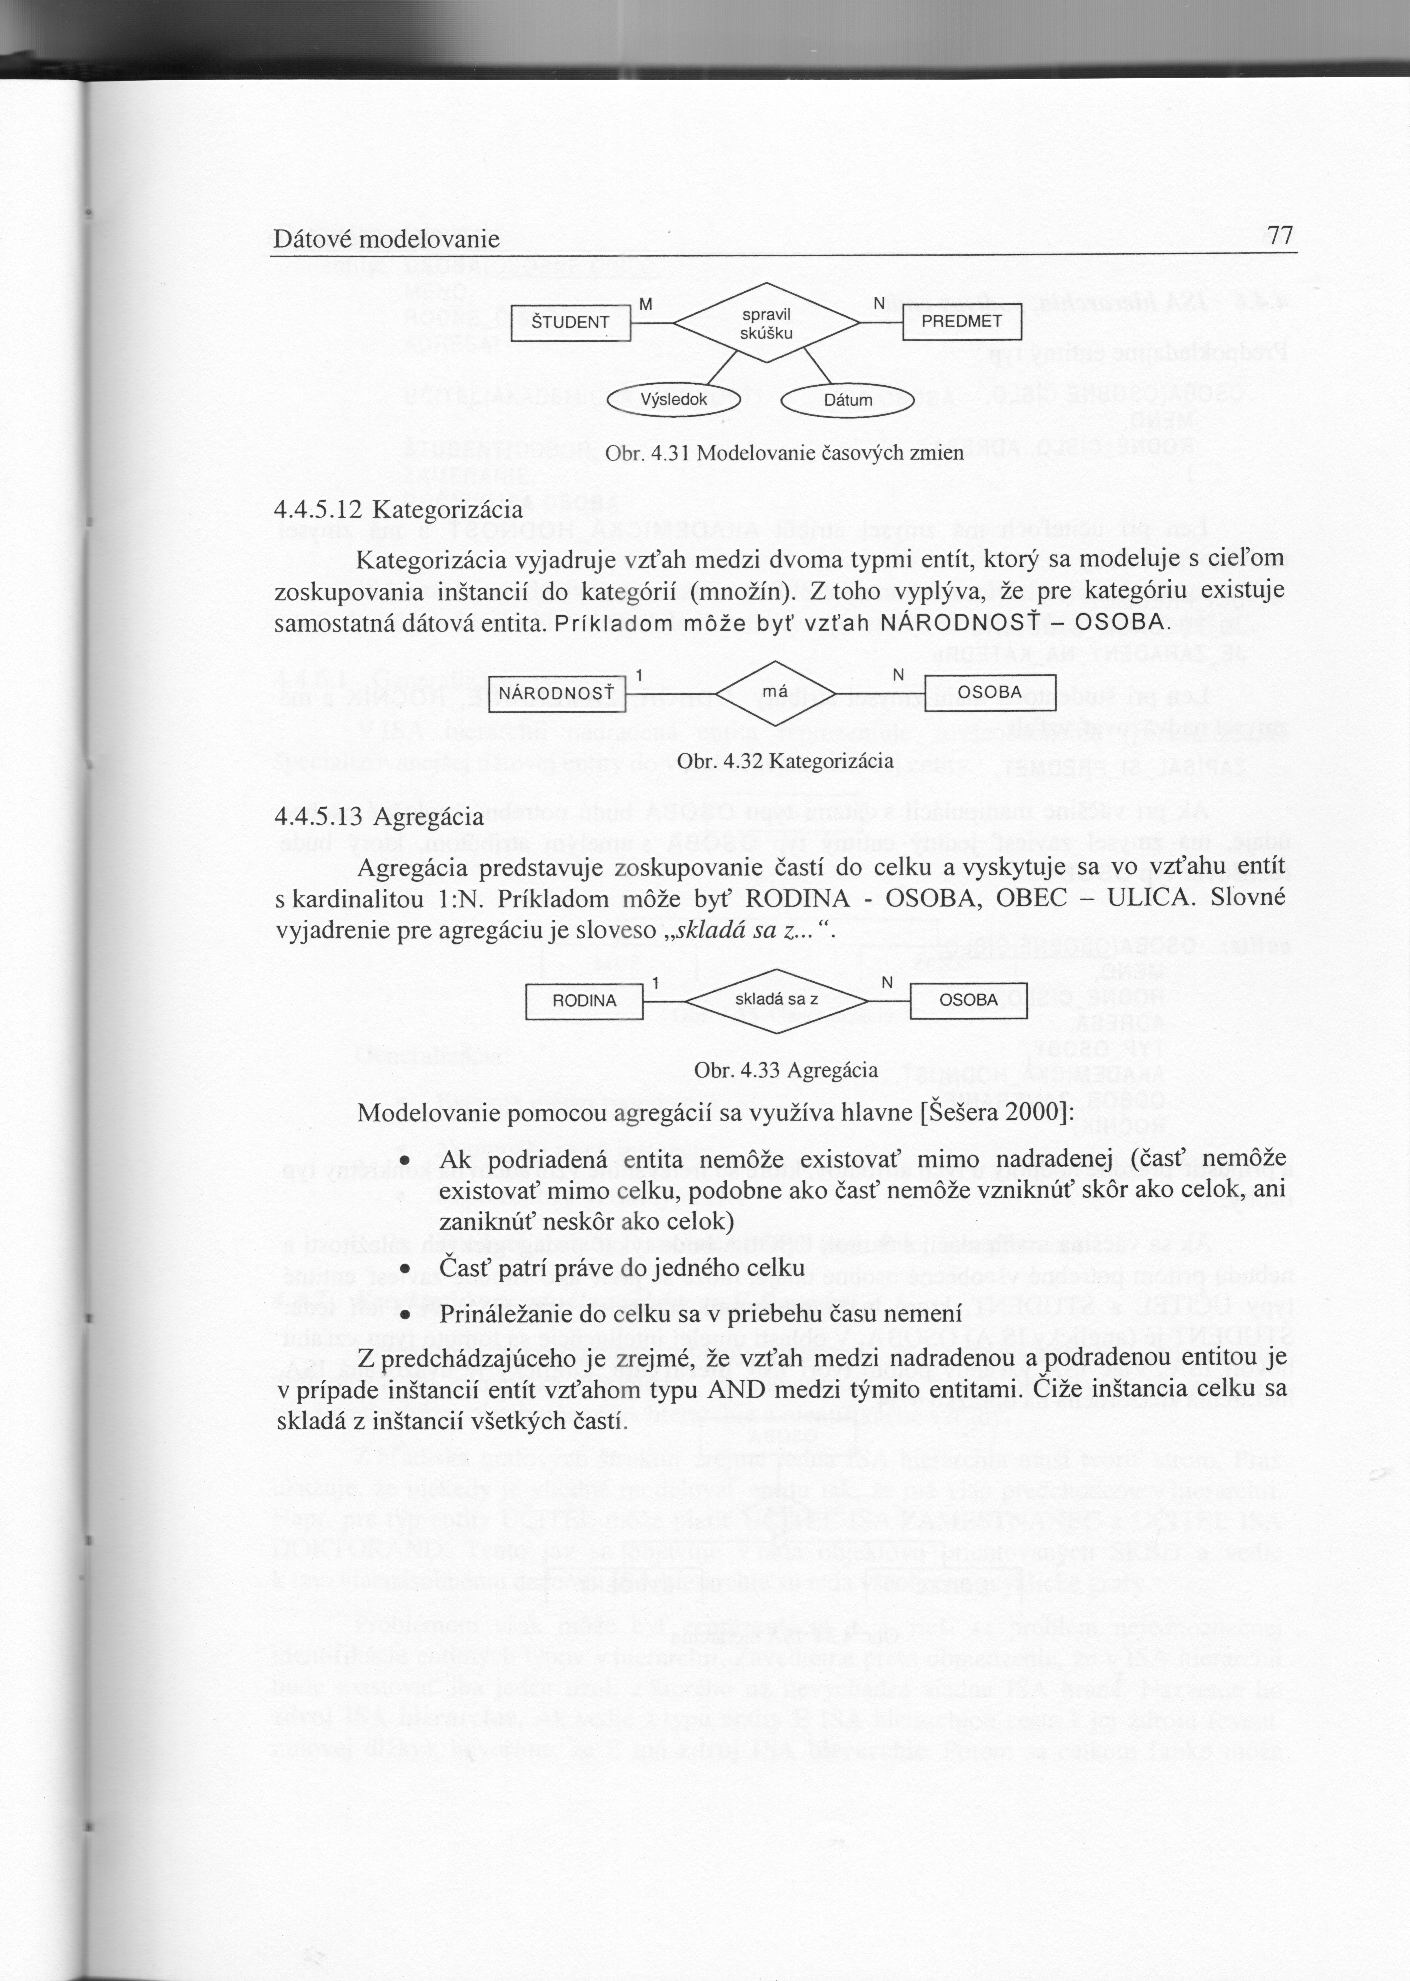 Dátové modelovanie 77
ŠTUDENT M spravil skúšku N PREDMET
Výsledok Dátum
Obr. 4.31 Modelovanie časových zmien
4.4.5.12 Kategorizácia
Kategorizácia vyjadruje vzťah medzi dvoma typmi entít, ktorý sa modeluje s cieľom
zoskupovania inštancií do kategórií (množín). Z toho vyplýva, že pre kategóriu existuje
samostatná dátová entita. Príkladom môže byť vzťah NÁRODNOSŤ – OSOBA.
NÁRODNOSŤ 1 má N OSOBA
Obr. 4.32 Kategorizácia
4.4.5.13 Agregácia
Agregácia predstavuje zoskupovanie častí do celku a vyskytuje sa vo vzťahu entít
s kardinalitou 1:N. Príkladom môže byť RODINA - OSOBA, OBEC – ULICA. Slovné
vyjadrenie pre agregáciu je sloveso „skladá sa z... “.
RODINA 1 skladá sa z N OSOBA
Obr. 4.33 Agregácia
Modelovanie pomocou agregácií sa využíva hlavne [Šešera 2000]:
• Ak podriadená entita nemôže existovať mimo nadradenej (časť nemôže
existovať mimo celku, podobne ako časť nemôže vzniknúť skôr ako celok, ani
zaniknúť neskôr ako celok)
• Časť patrí práve do jedného celku
• Prináležanie do celku sa v priebehu času nemení
Z predchádzajúceho je zrejmé, že vzťah medzi nadradenou a podradenou entitou je
v prípade inštancií entít vzťahom typu AND medzi týmito entitami. Čiže inštancia celku sa
skladá z inštancií všetkých častí.